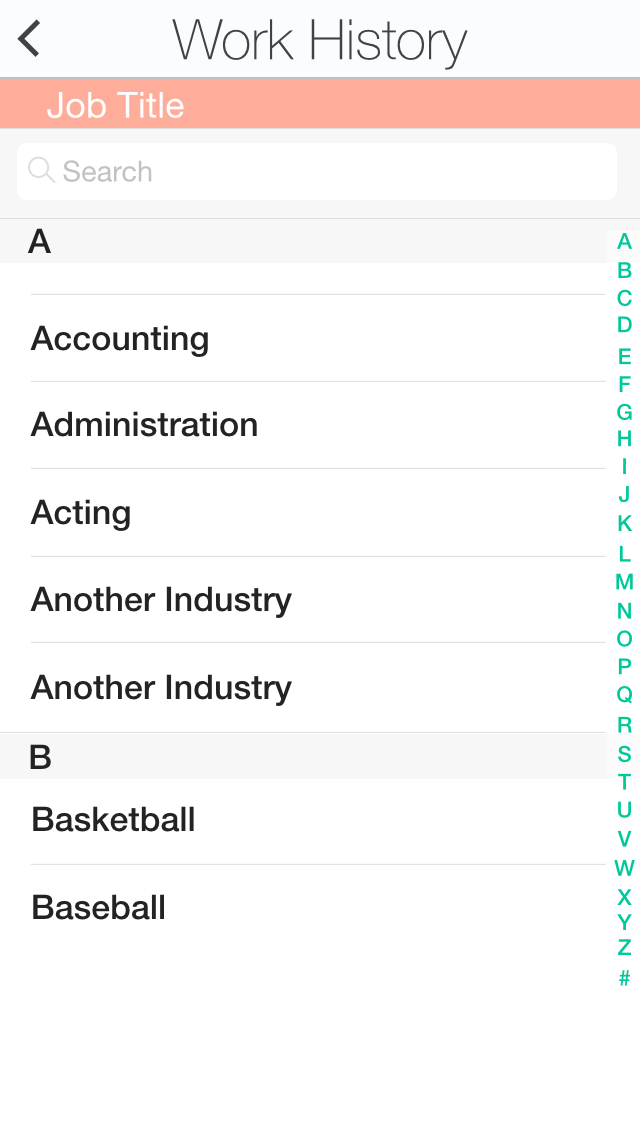 Work History
Job Title
Search
A
Accounting
Administration
Acting
Another Industry
Another Industry
B
Basketball
Baseball
A
B
C
D
E
F
G
H
I
J
K
L
M
N
O
P
Q
R
S
T
U
V
W
X
Y
Z
#